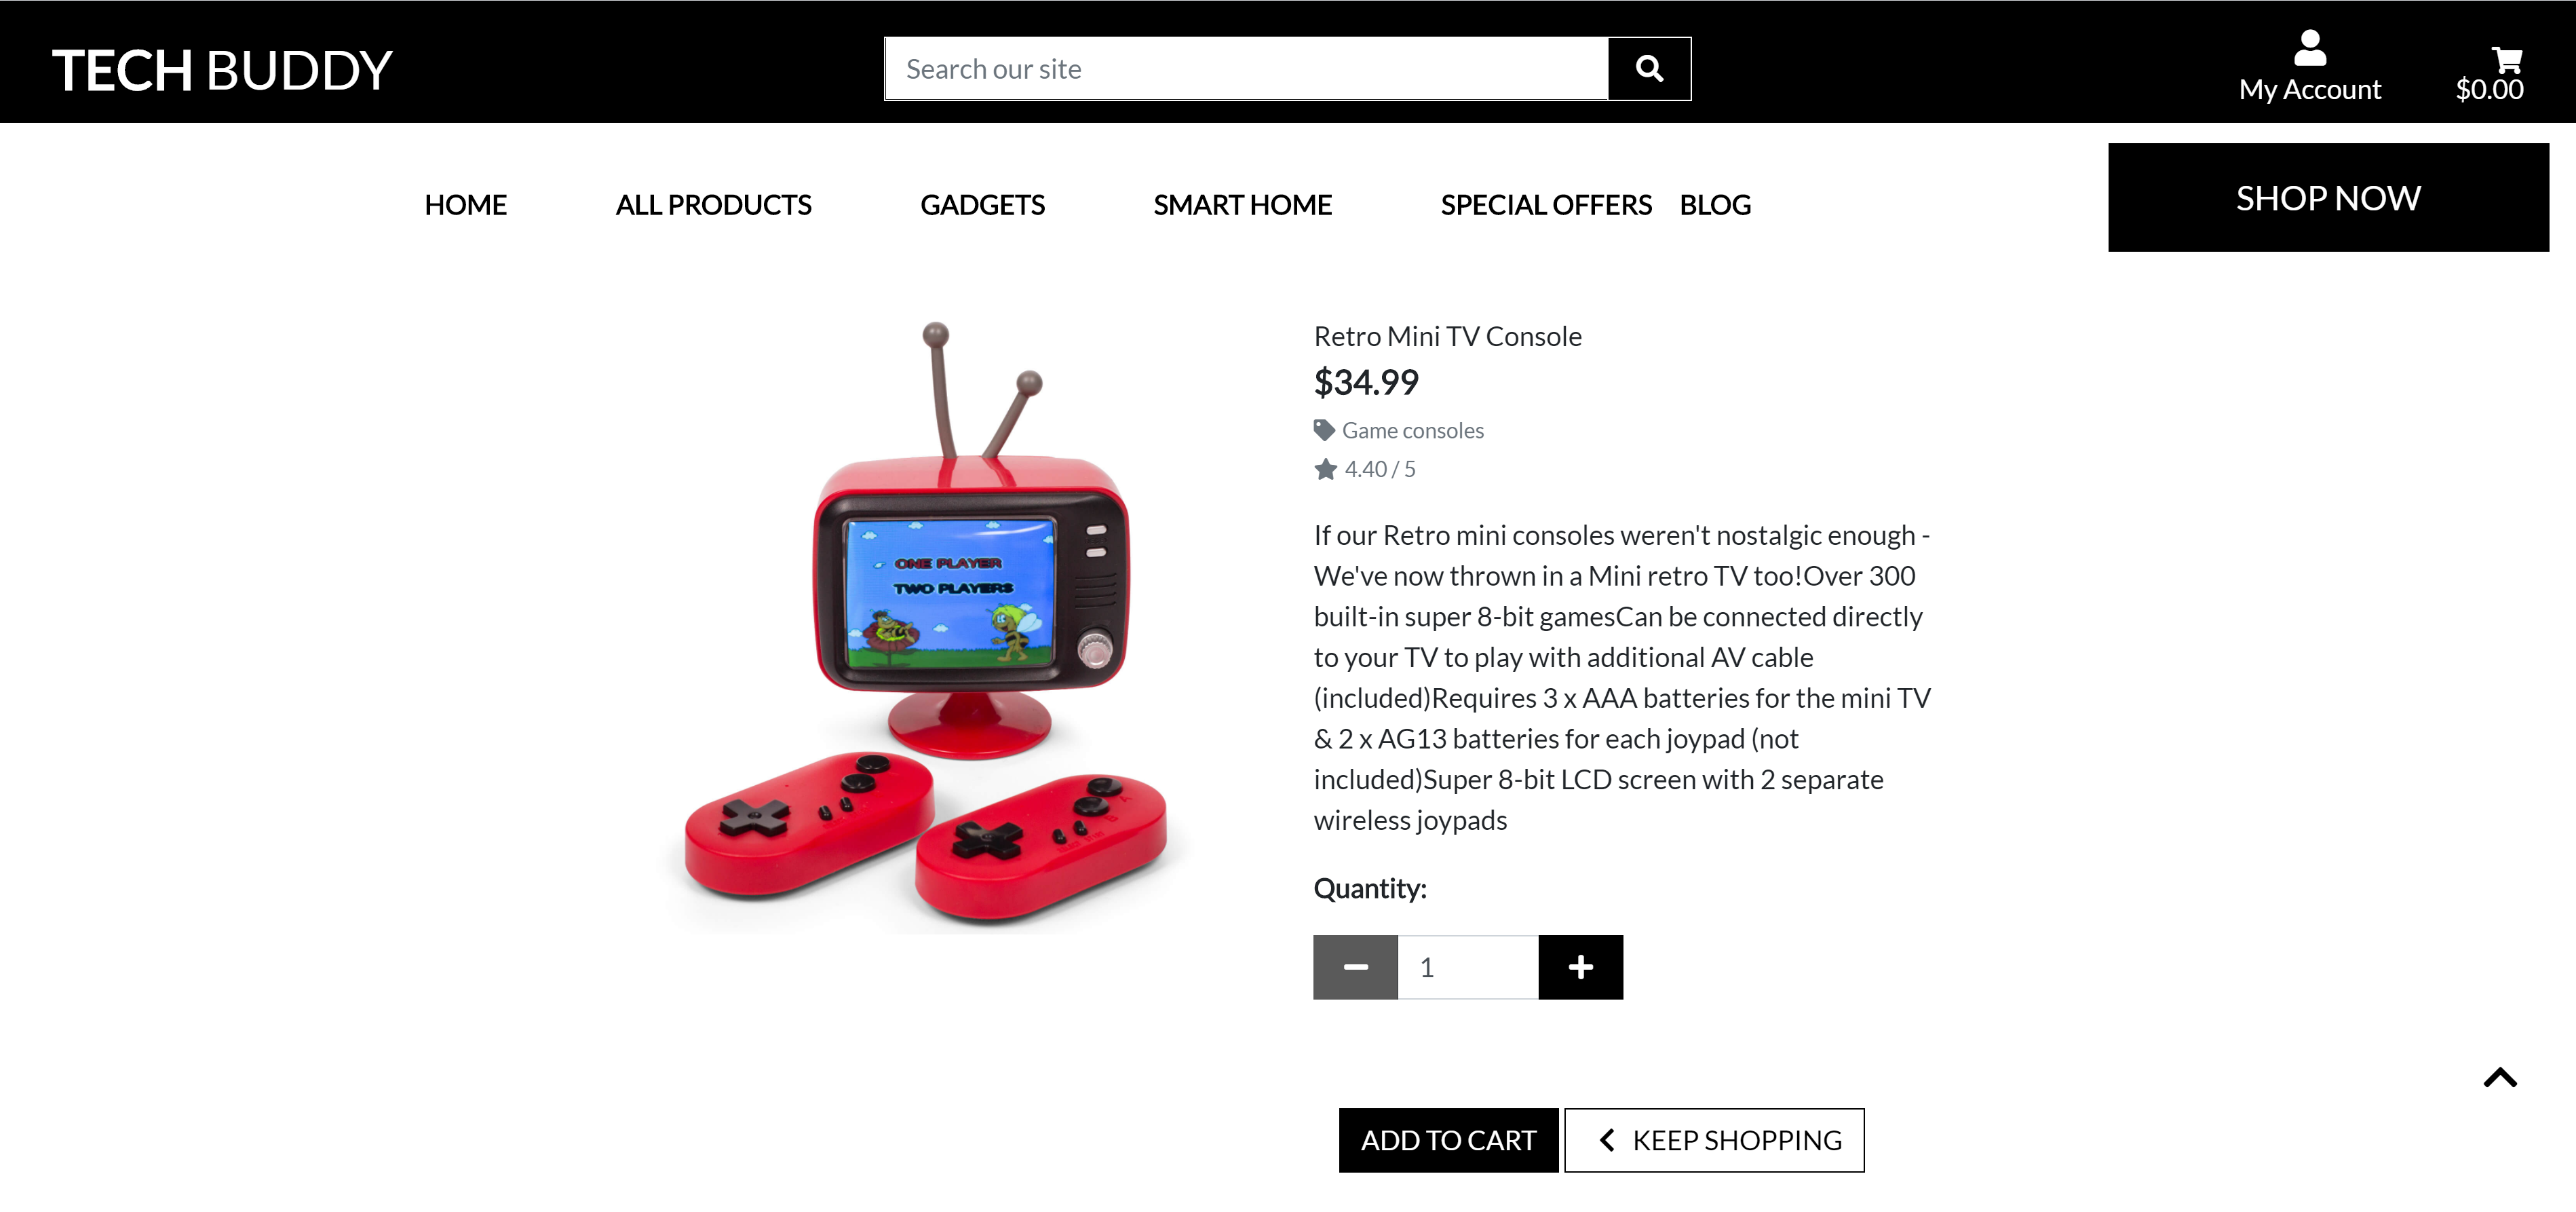 TECH BUDDY
Search our site
My Account
$0.00
HOME
ALL PRODUCTS
GADGETS
SMART HOME
SPECIAL OFFERS
BLOG
SHOP NOW
Retro Mini TV Console
$34.99
Game consoles
4.40 / 5
If our Retro mini consoles weren't nostalgic enough -
We've now thrown in a Mini retro TV too!Over 300
built-in super 8-bit gamesCan be connected directly
to your TV to play with additional AV cable
(included)Requires 3 x AAA batteries for the mini TV
& 2 x AG13 batteries for each joypad (not
included)Super 8-bit LCD screen with 2 separate
wireless joypads
Quantity:
1
ADD TO CART
KEEP SHOPPING
ONE PLAYER
TWO PLAYERS
A
B